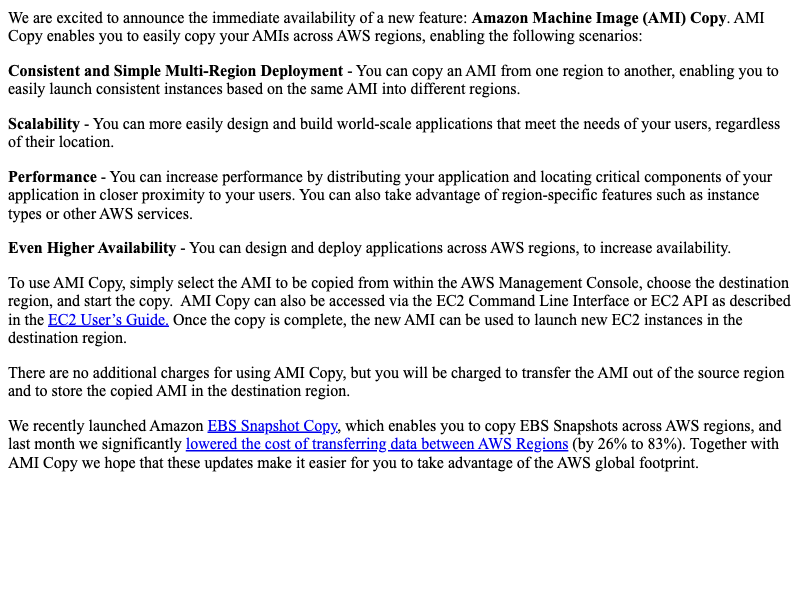 We are excited to announce the immediate availability of a new feature: Amazon Machine Image (AMI) Copy. AMI
Copy enables you to easily copy your AMIs across AWS regions, enabling the following scenarios:
Consistent and Simple Multi-Region Deployment - You can copy an AMI from one region to another, enabling you to
easily launch consistent instances based on the same AMI into different regions.
Scalability - You can more easily design and build world-scale applications that meet the needs of your users, regardless
of their location.
Performance - You can increase performance by distributing your application and locating critical components of your
application in closer proximity to your users. You can also take advantage of region-specific features such as instance
types or other AWS services.
Even Higher Availability - You can design and deploy applications across AWS regions, to increase availability.
To use AMI Copy, simply select the AMI to be copied from within the AWS Management Console, choose the destination
region, and start the copy.  AMI Copy can also be accessed via the EC2 Command Line Interface or EC2 API as described
in the EC2 User’s Guide. Once the copy is complete, the new AMI can be used to launch new EC2 instances in the
destination region.
There are no additional charges for using AMI Copy, but you will be charged to transfer the AMI out of the source region
and to store the copied AMI in the destination region.
We recently launched Amazon EBS Snapshot Copy, which enables you to copy EBS Snapshots across AWS regions, and
last month we significantly lowered the cost of transferring data between AWS Regions (by 26% to 83%). Together with
AMI Copy we hope that these updates make it easier for you to take advantage of the AWS global footprint.